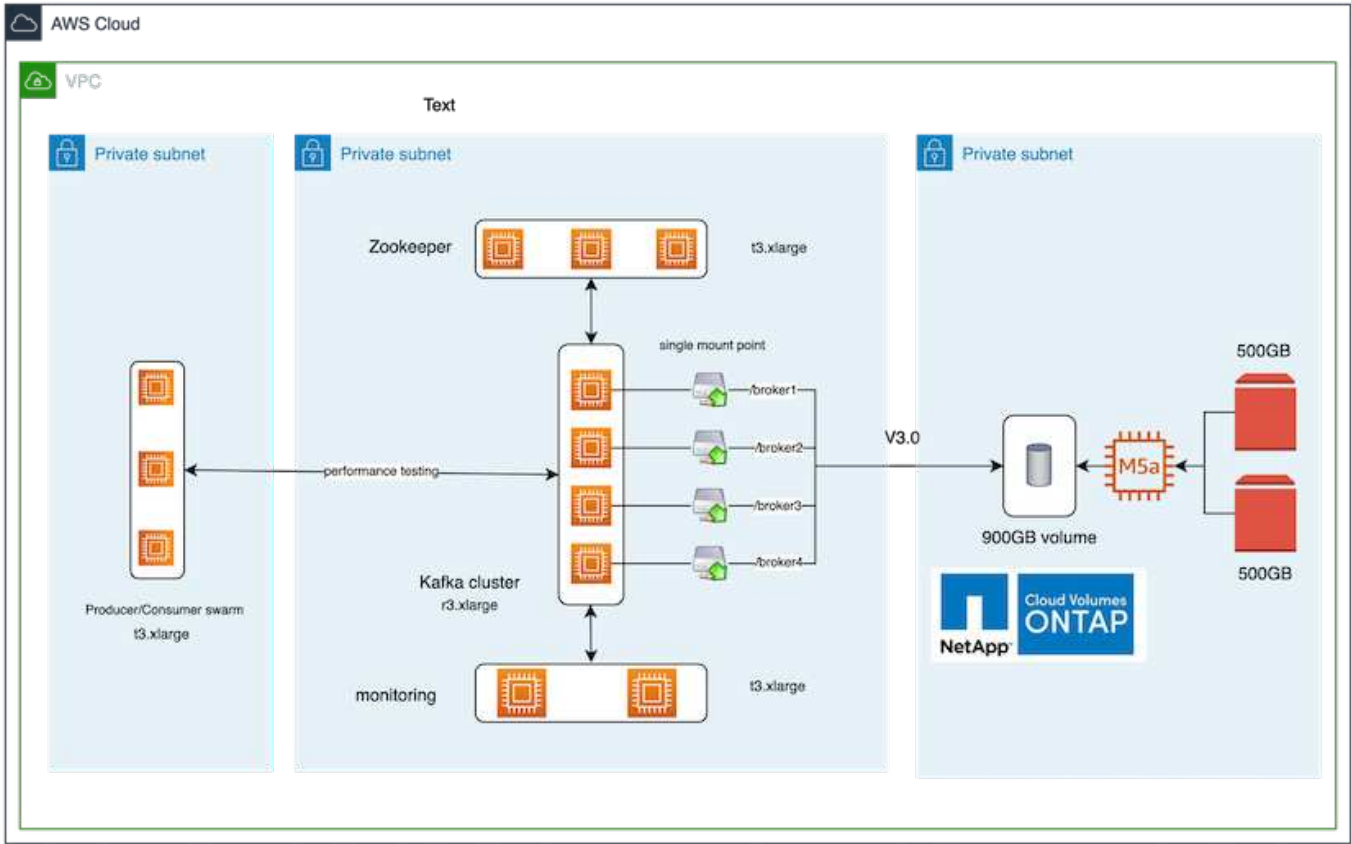 AWS Cloud
VPC
Text
Private subnet
Private subnet
Private subnet
Zookeeper
t3.xlarge
single mount point
500GB
/broker1
/broker2
V3.0
M5a
performance testing
/broker3
900GB volume
/broker4
500GB
Kafka cluster
r3.xlarge
Producer/Consumer swarm
t3.xlarge
NetApp
Cloud Volumes
ONTAP
monitoring
t3.xlarge